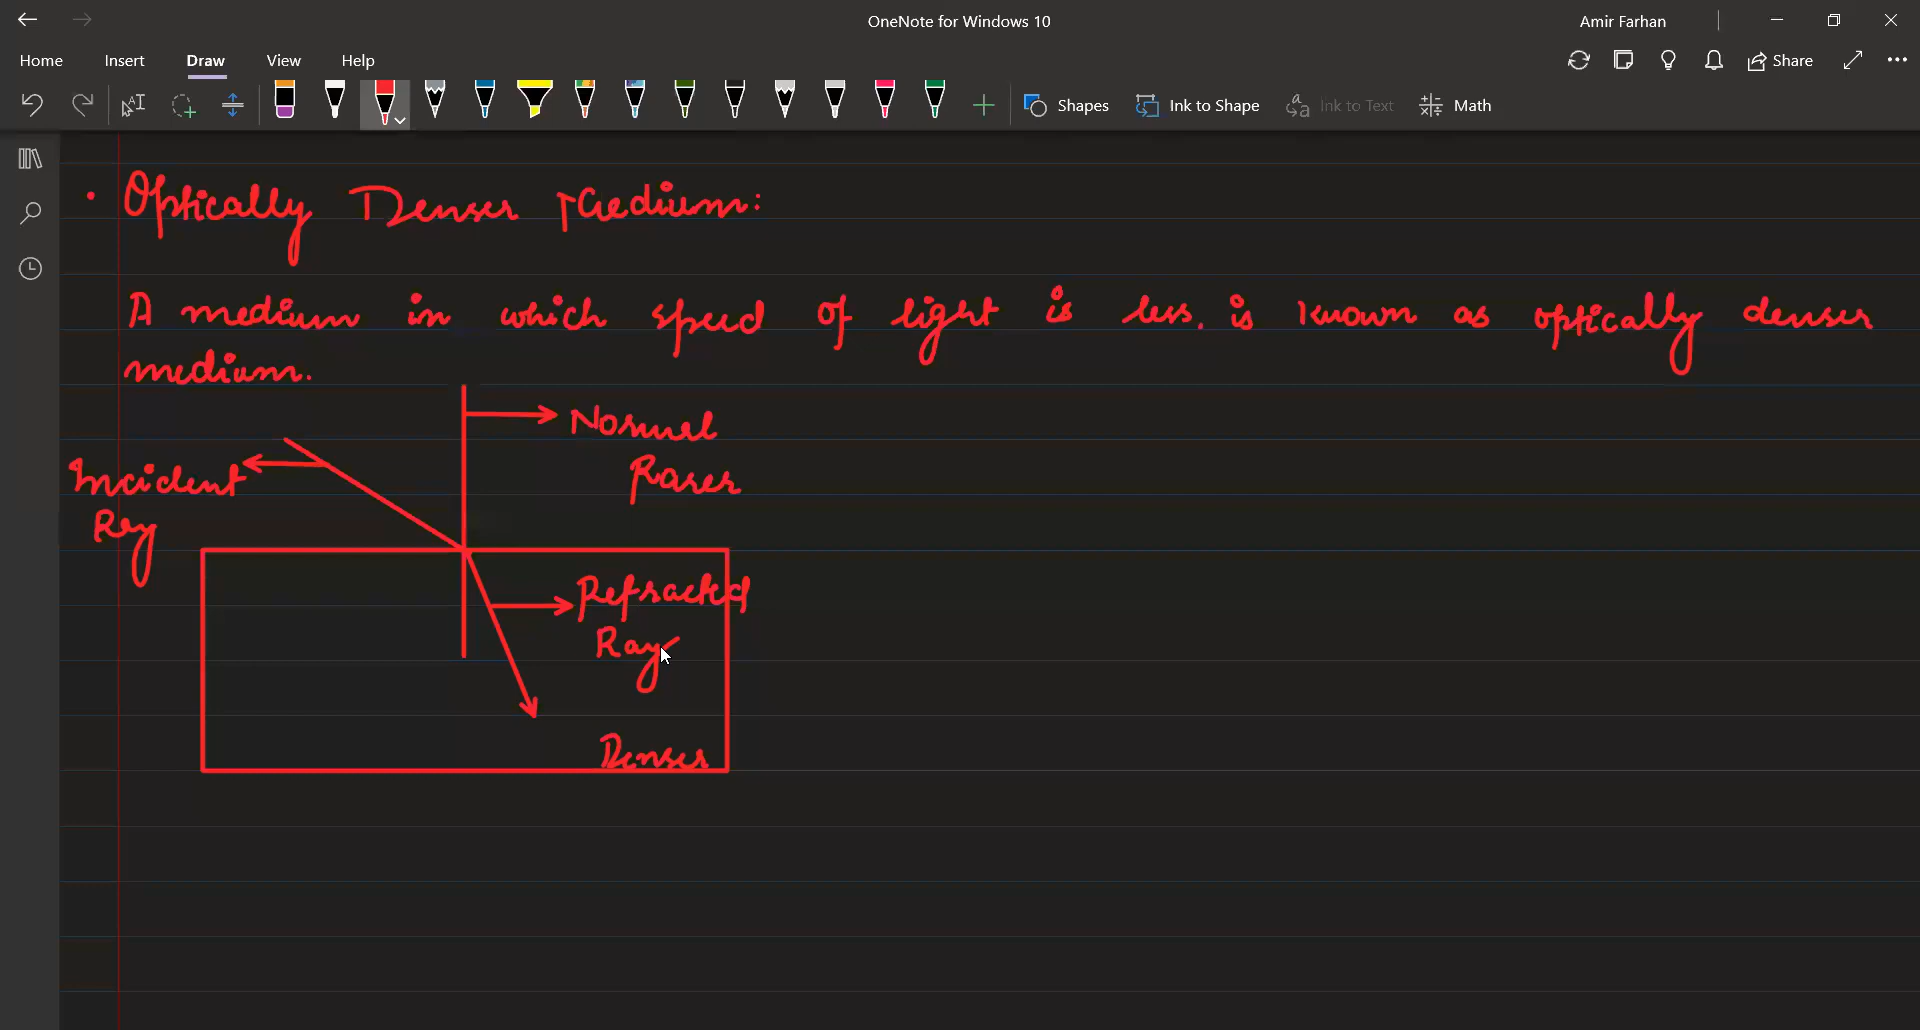 OneNote for Windows 10
Amir Farhan
Home Insert Draw View Help
Share
Shapes Ink to Shape Ink to Text Math
• Optically Denser Medium:
A medium in which speed of light is less. is known as optically denser
medium.
Normal
Rarer
Incident
Ray
Refracted
Ray
Denser